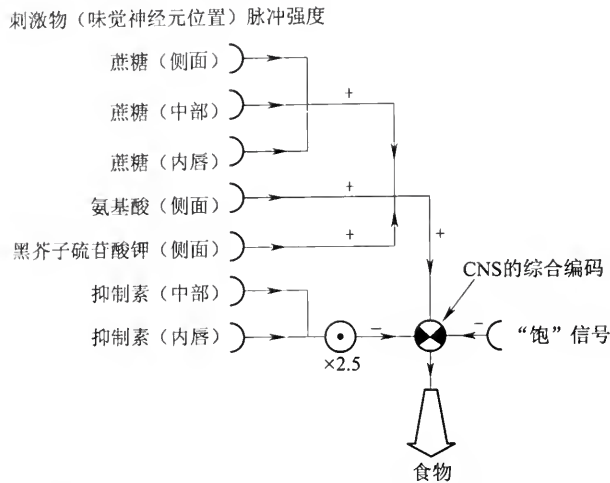 刺激物（味觉神经元位置）脉冲强度
蔗糖（侧面）
蔗糖（中部）
+
蔗糖（内唇）
氨基酸（侧面）
+
黑芥子硫苷酸钾（侧面）
+
+
CNS的综合编码
抑制素（中部）
抑制素（内唇）
−
−
“饱”信号
×2.5
食物